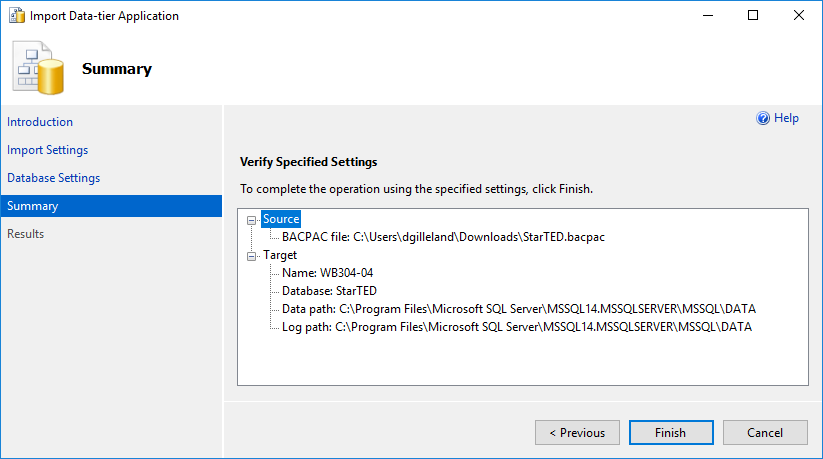 Import Data-tier Application
Summary
Introduction
Import Settings
Database Settings
Summary
Results
Help
Verify Specified Settings
To complete the operation using the specified settings, click Finish.
Source
BACPAC file: C:\Users\dgilleland\Downloads\StarTED.bacpac
Target
Name: WB304-04
Database: StarTED
Data path: C:\Program Files\Microsoft SQL Server\MSSQL14.MSSQLSERVER\MSSQL\DATA
Log path: C:\Program Files\Microsoft SQL Server\MSSQL14.MSSQLSERVER\MSSQL\DATA
< Previous
Finish
Cancel